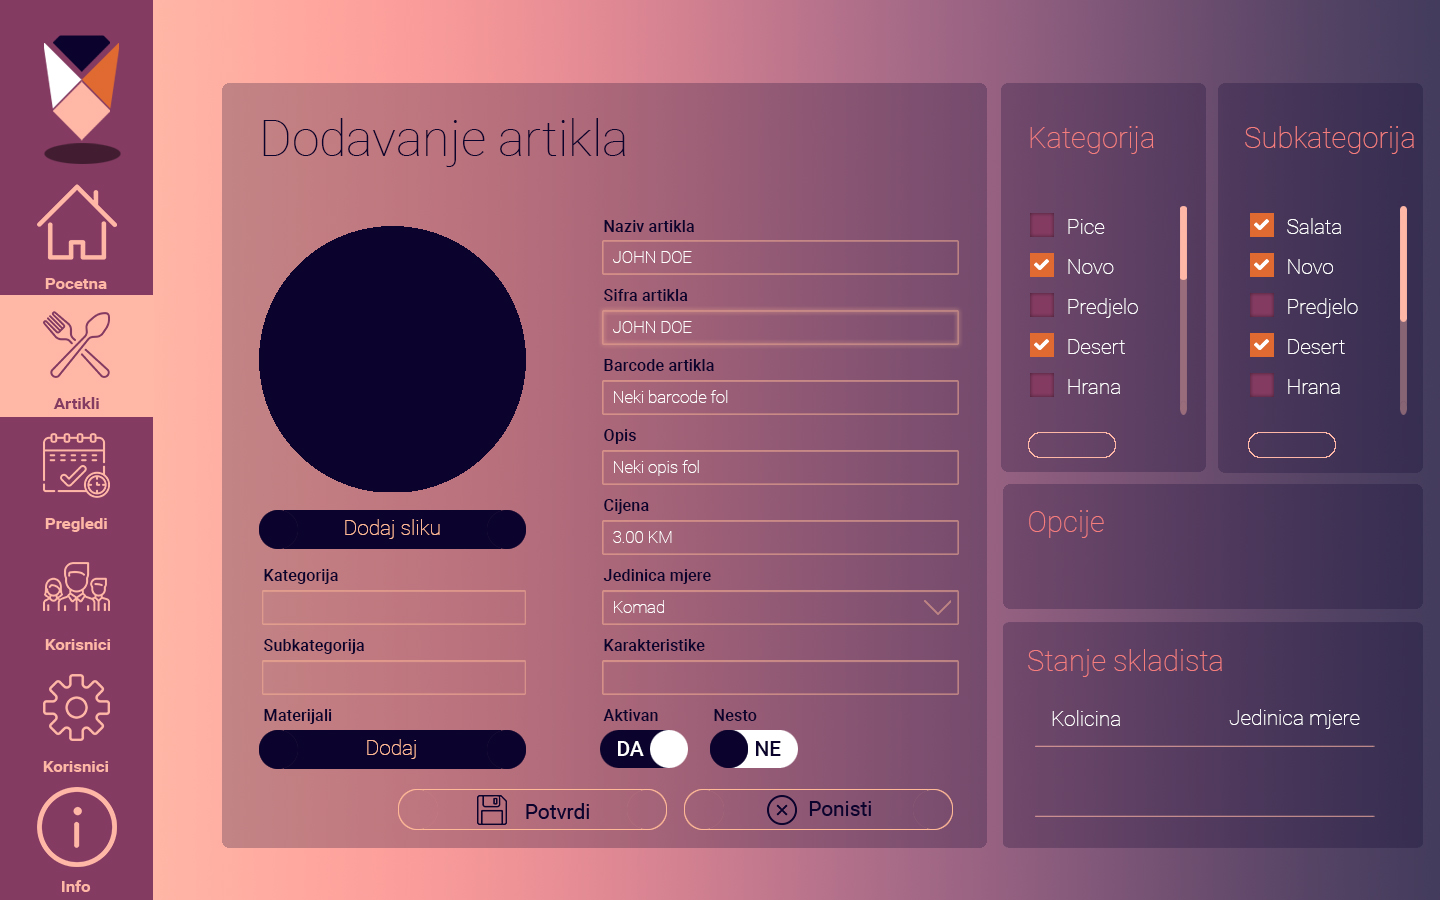 Pocetna
Artikli
Pregledi
Korisnici
Korisnici
Info
Dodavanje artikla
Dodaj sliku
Kategorija
Subkategorija
Materijali
Dodaj
Naziv artikla
JOHN DOE
Sifra artikla
JOHN DOE
Barcode artikla
Neki barcode fol
Opis
Neki opis fol
Cijena
3.00 KM
Jedinica mjere
Komad
Karakteristike
Aktivan Nesto
DA NE
Potvrdi Ponisti
Kategorija
Pice
Novo
Predjelo
Desert
Hrana
Subkategorija
Salata
Novo
Predjelo
Desert
Hrana
Opcije
Stanje skladista
Kolicina Jedinica mjere